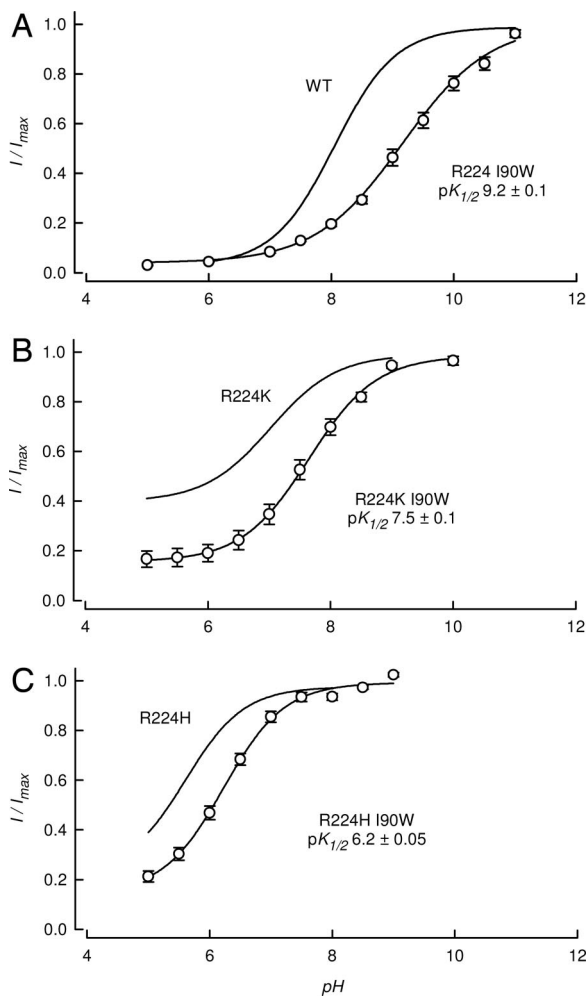 A
1.0
0.8
0.6
0.4
0.2
0.0
I / Imax
WT
R224 I90W
pK1/2 9.2 ± 0.1
4 6 8 10 12
B
1.0
0.8
0.6
0.4
0.2
0.0
I / Imax
R224K
R224K I90W
pK1/2 7.5 ± 0.1
4 6 8 10 12
C
1.0
0.8
0.6
0.4
0.2
0.0
I / Imax
R224H
R224H I90W
pK1/2 6.2 ± 0.05
4 6 8 10 12
pH